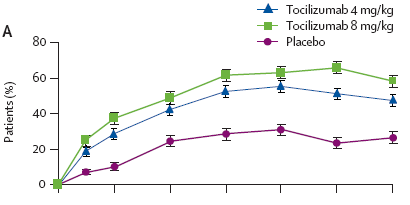 Tocilizumab 4 mg/kg
Tocilizumab 8 mg/kg
Placebo
A
80
60
40
20
0
Patients (%)